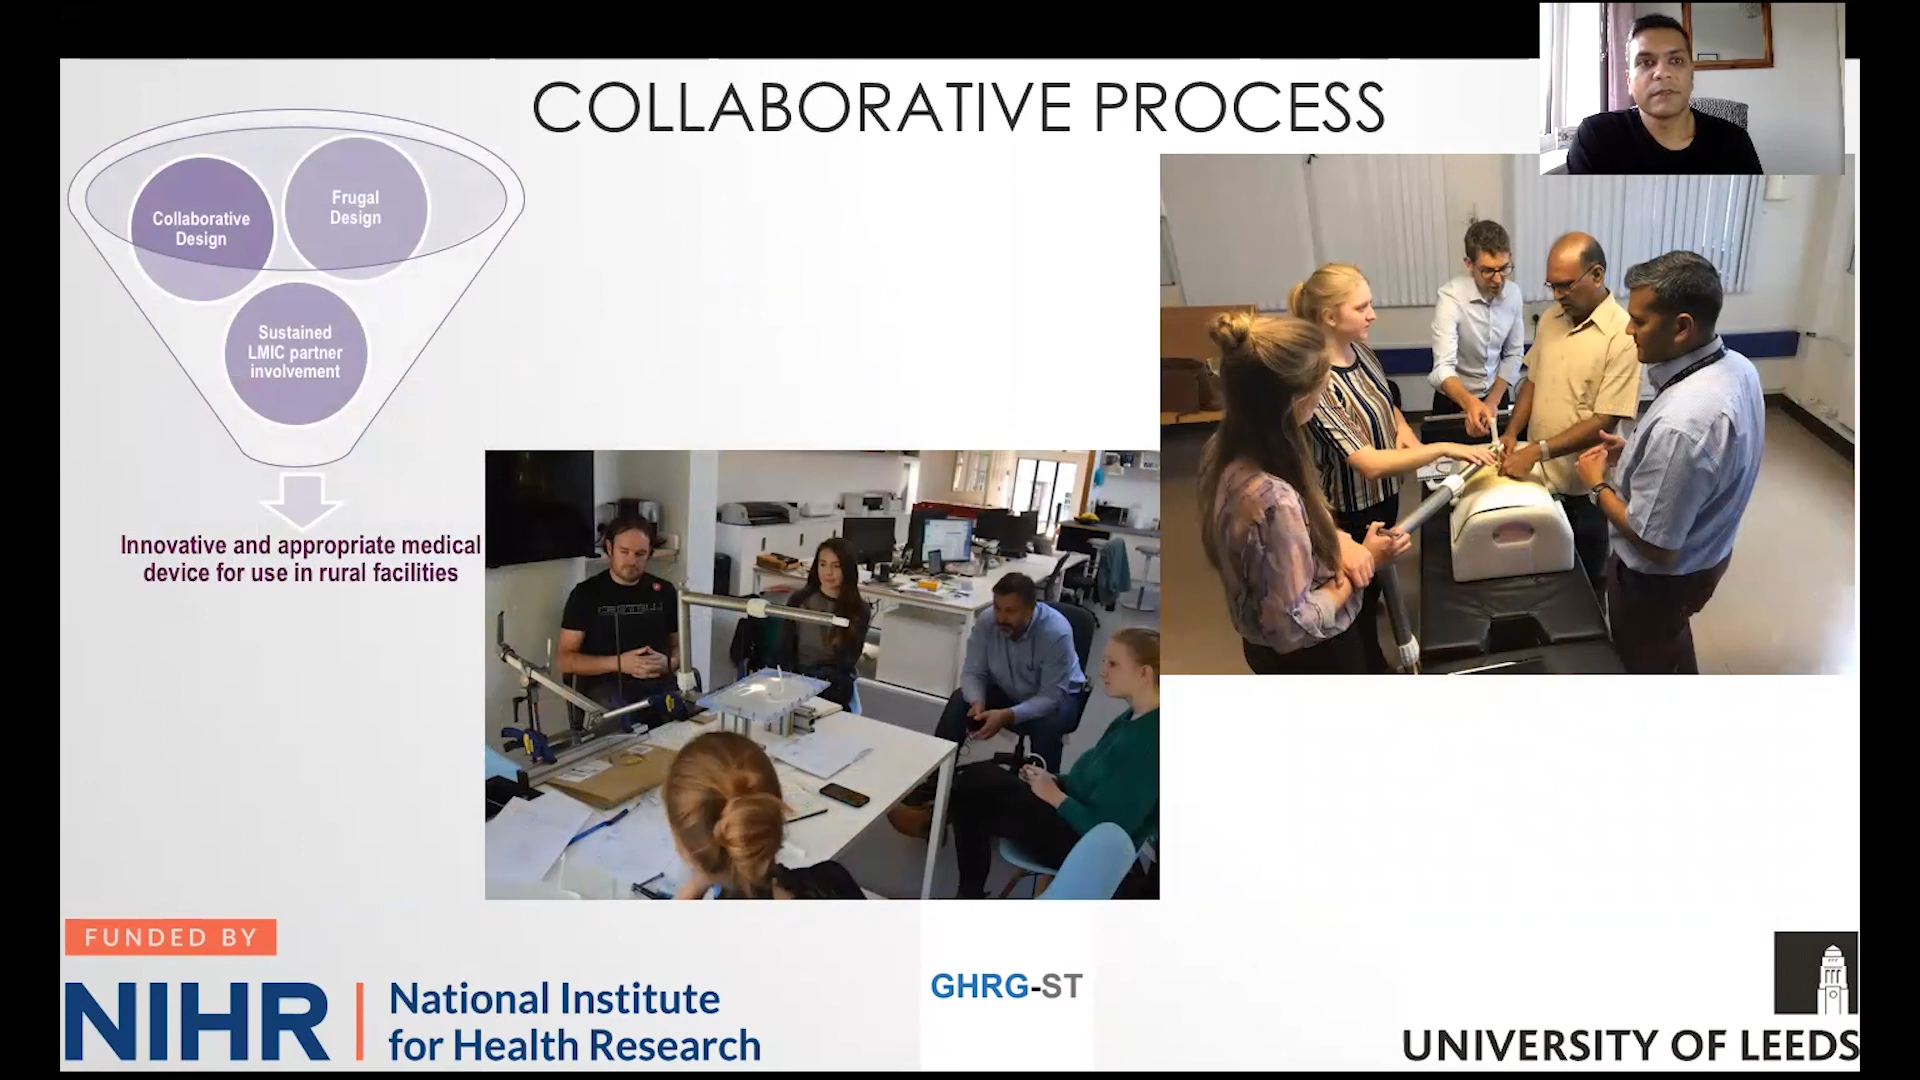 COLLABORATIVE PROCESS
Collaborative
Design
Frugal
Design
Sustained
LMIC partner
involvement
Innovative and appropriate medical
device for use in rural facilities
CASTELLI
FUNDED BY
NIHR
National Institute
for Health Research
GHRG-ST
UNIVERSITY OF LEEDS